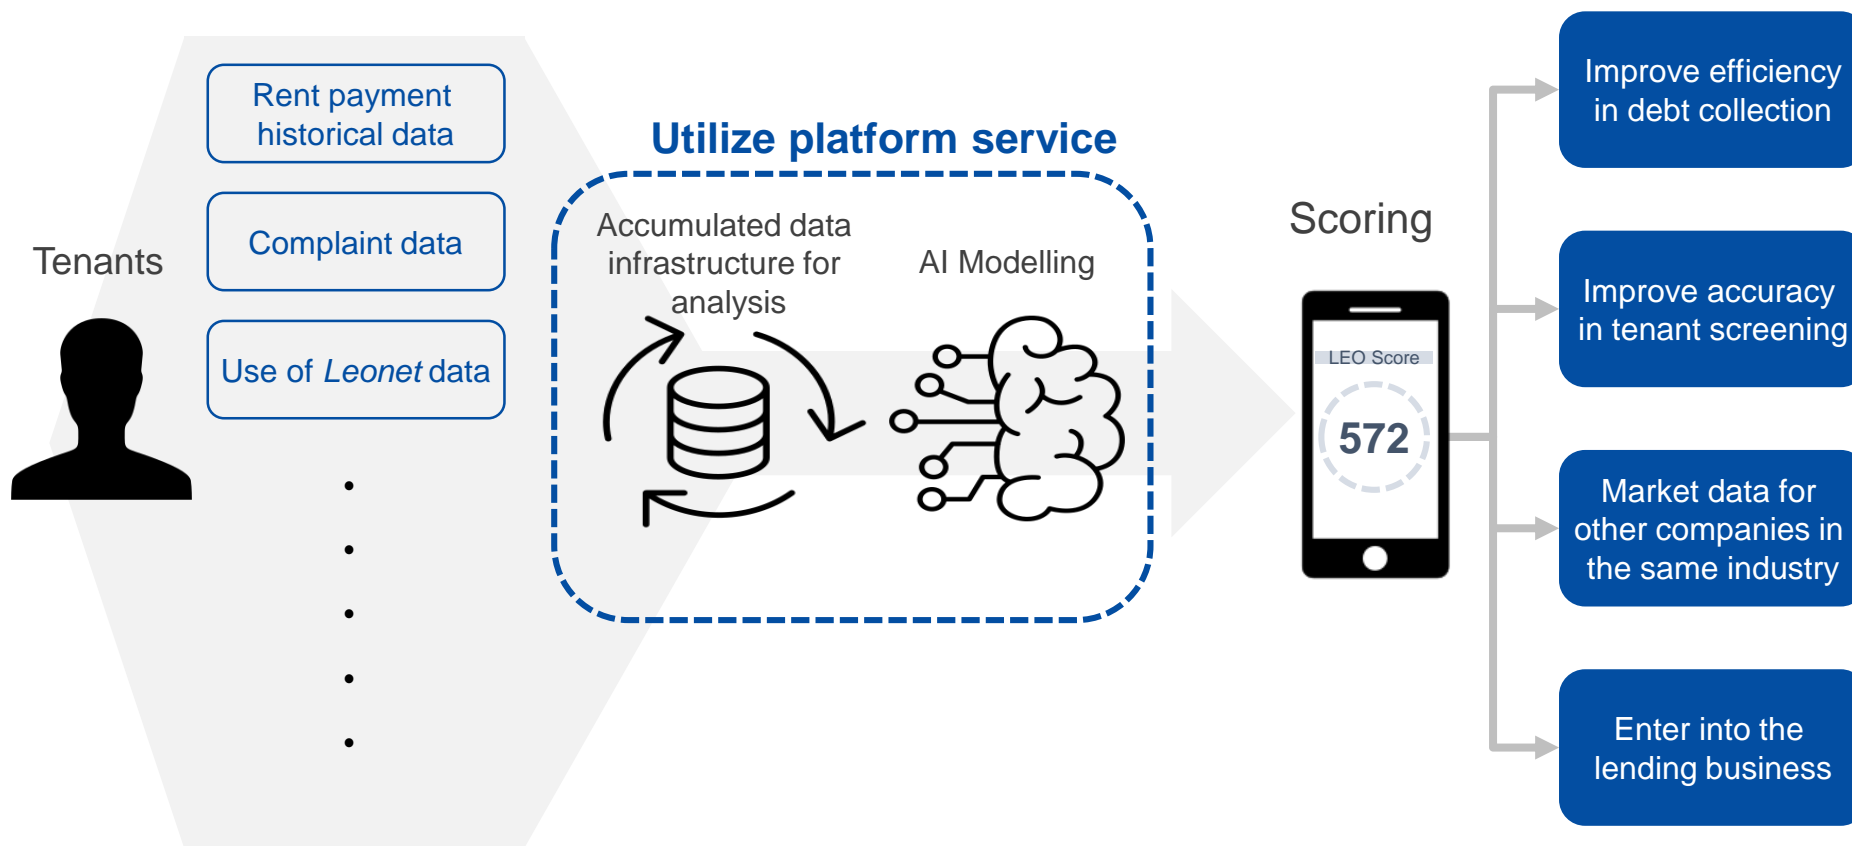 Tenants
Rent payment
historical data
Complaint data
Use of Leonet data
Utilize platform service
Accumulated data
infrastructure for
analysis
AI Modelling
Scoring
LEO Score
572
Improve efficiency
in debt collection
Improve accuracy
in tenant screening
Market data for
other companies in
the same industry
Enter into the
lending business